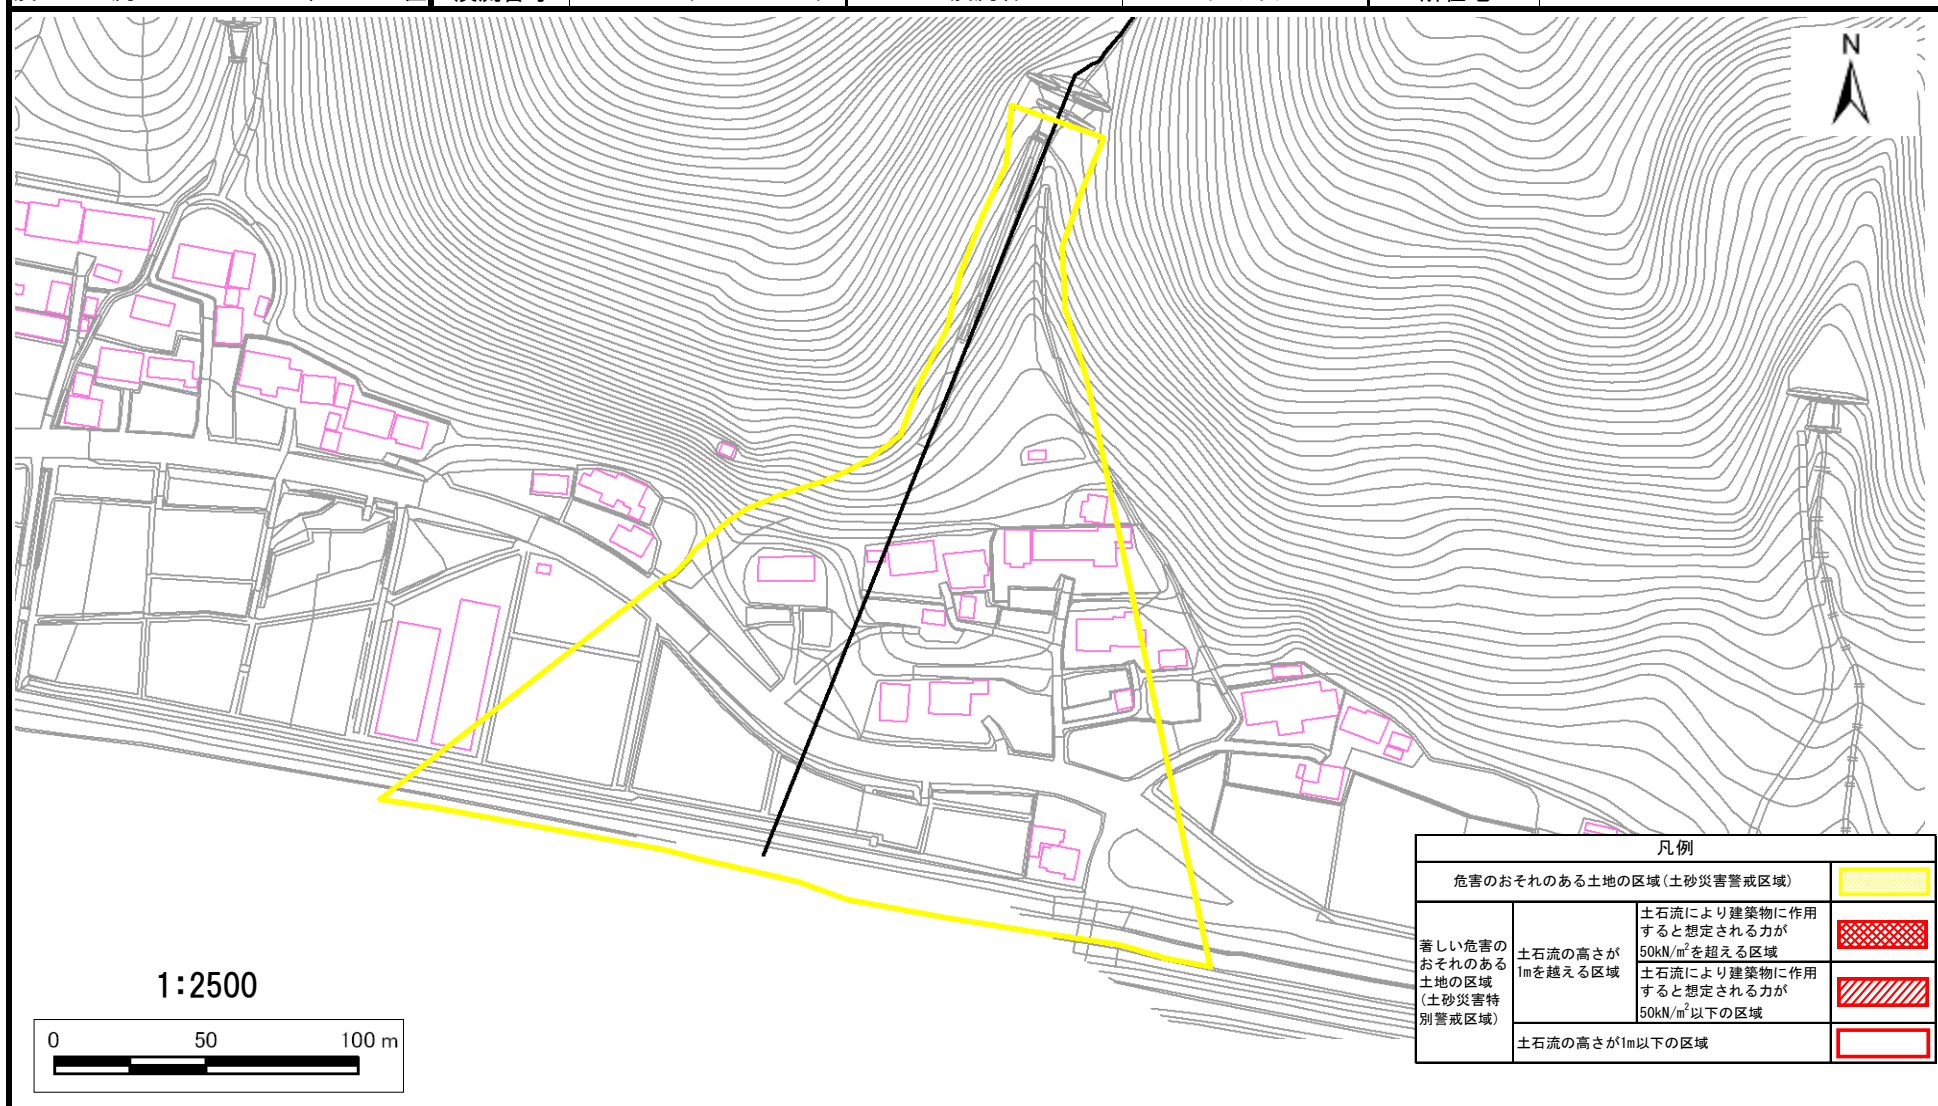 N
凡例
危害のおそれのある土地の区域(土砂災害警戒区域)
著しい危害の
おそれのある
土地の区域
(土砂災害特
別警戒区域)
土石流の高さが
1mを越える区域
土石流により建築物に作用
すると想定される力が
50kN/m²を超える区域
土石流により建築物に作用
すると想定される力が
50kN/m²以下の区域
土石流の高さが1m以下の区域
1:2500
0 50 100 m